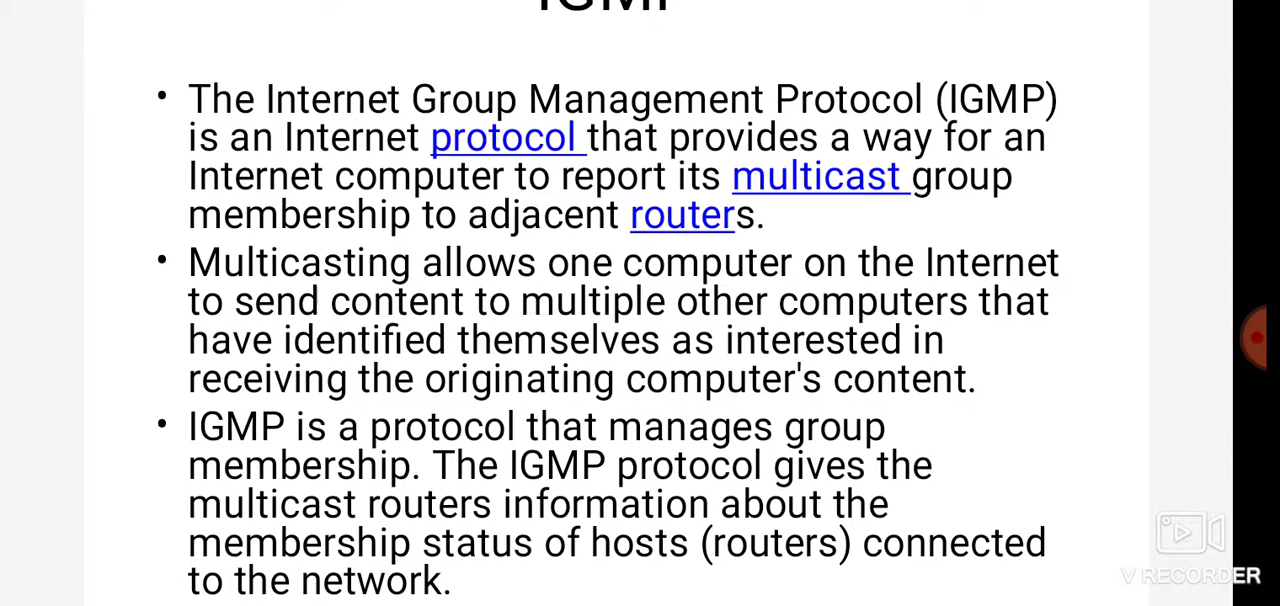 IGMP
• The Internet Group Management Protocol (IGMP)
is an Internet protocol that provides a way for an
Internet computer to report its multicast group
membership to adjacent routers.
• Multicasting allows one computer on the Internet
to send content to multiple other computers that
have identified themselves as interested in
receiving the originating computer's content.
• IGMP is a protocol that manages group
membership. The IGMP protocol gives the
multicast routers information about the
membership status of hosts (routers) connected
to the network.
V RECORDER